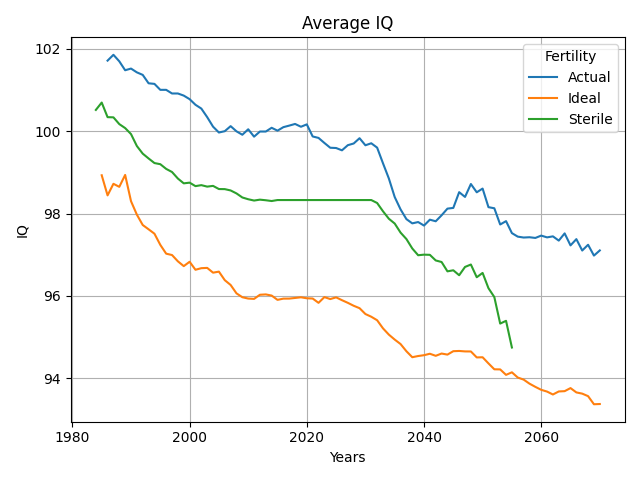 Average IQ
102
100
98
96
94
IQ
1980
2000
2020
2040
2060
Years
Fertility
Actual
Ideal
Sterile